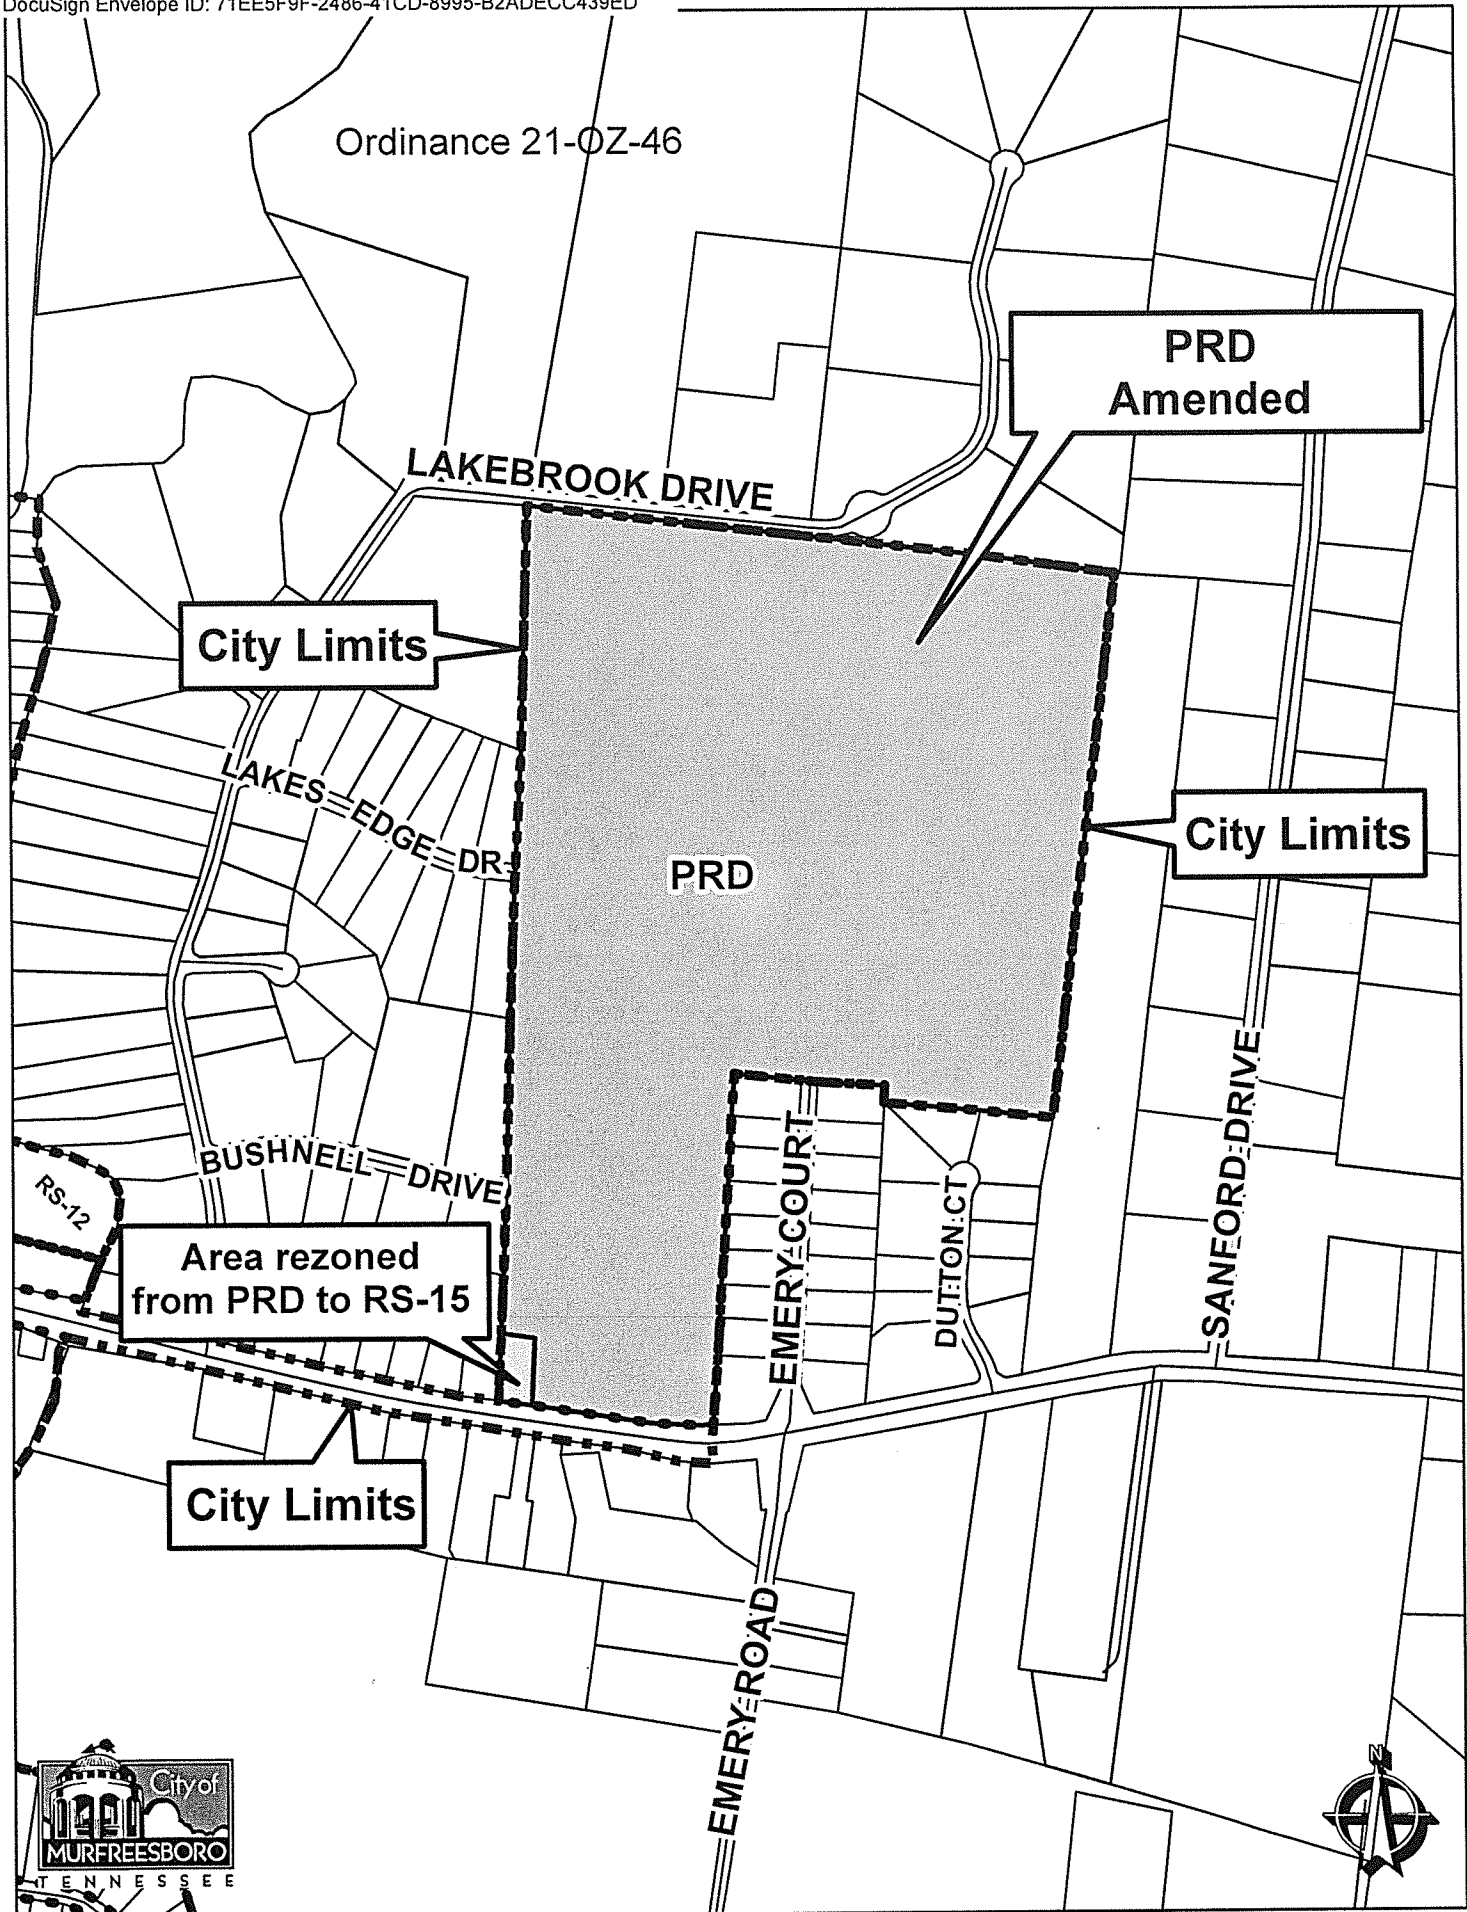 DocuSign Envelope ID: 71EE5F9F-2486-41CD-8995-B2ADECC439ED
Ordinance 21-OZ-46
PRD
Amended
LAKEBROOK DRIVE
City Limits
LAKES EDGE DR
City Limits
PRD
SANFORD DRIVE
EMERY COURT
BUSHNELL DRIVE
DUTTON CT
RS-12
Area rezoned
from PRD to RS-15
City Limits
EMERY ROAD
N
City of
MURFREESBORO
TENNESSEE